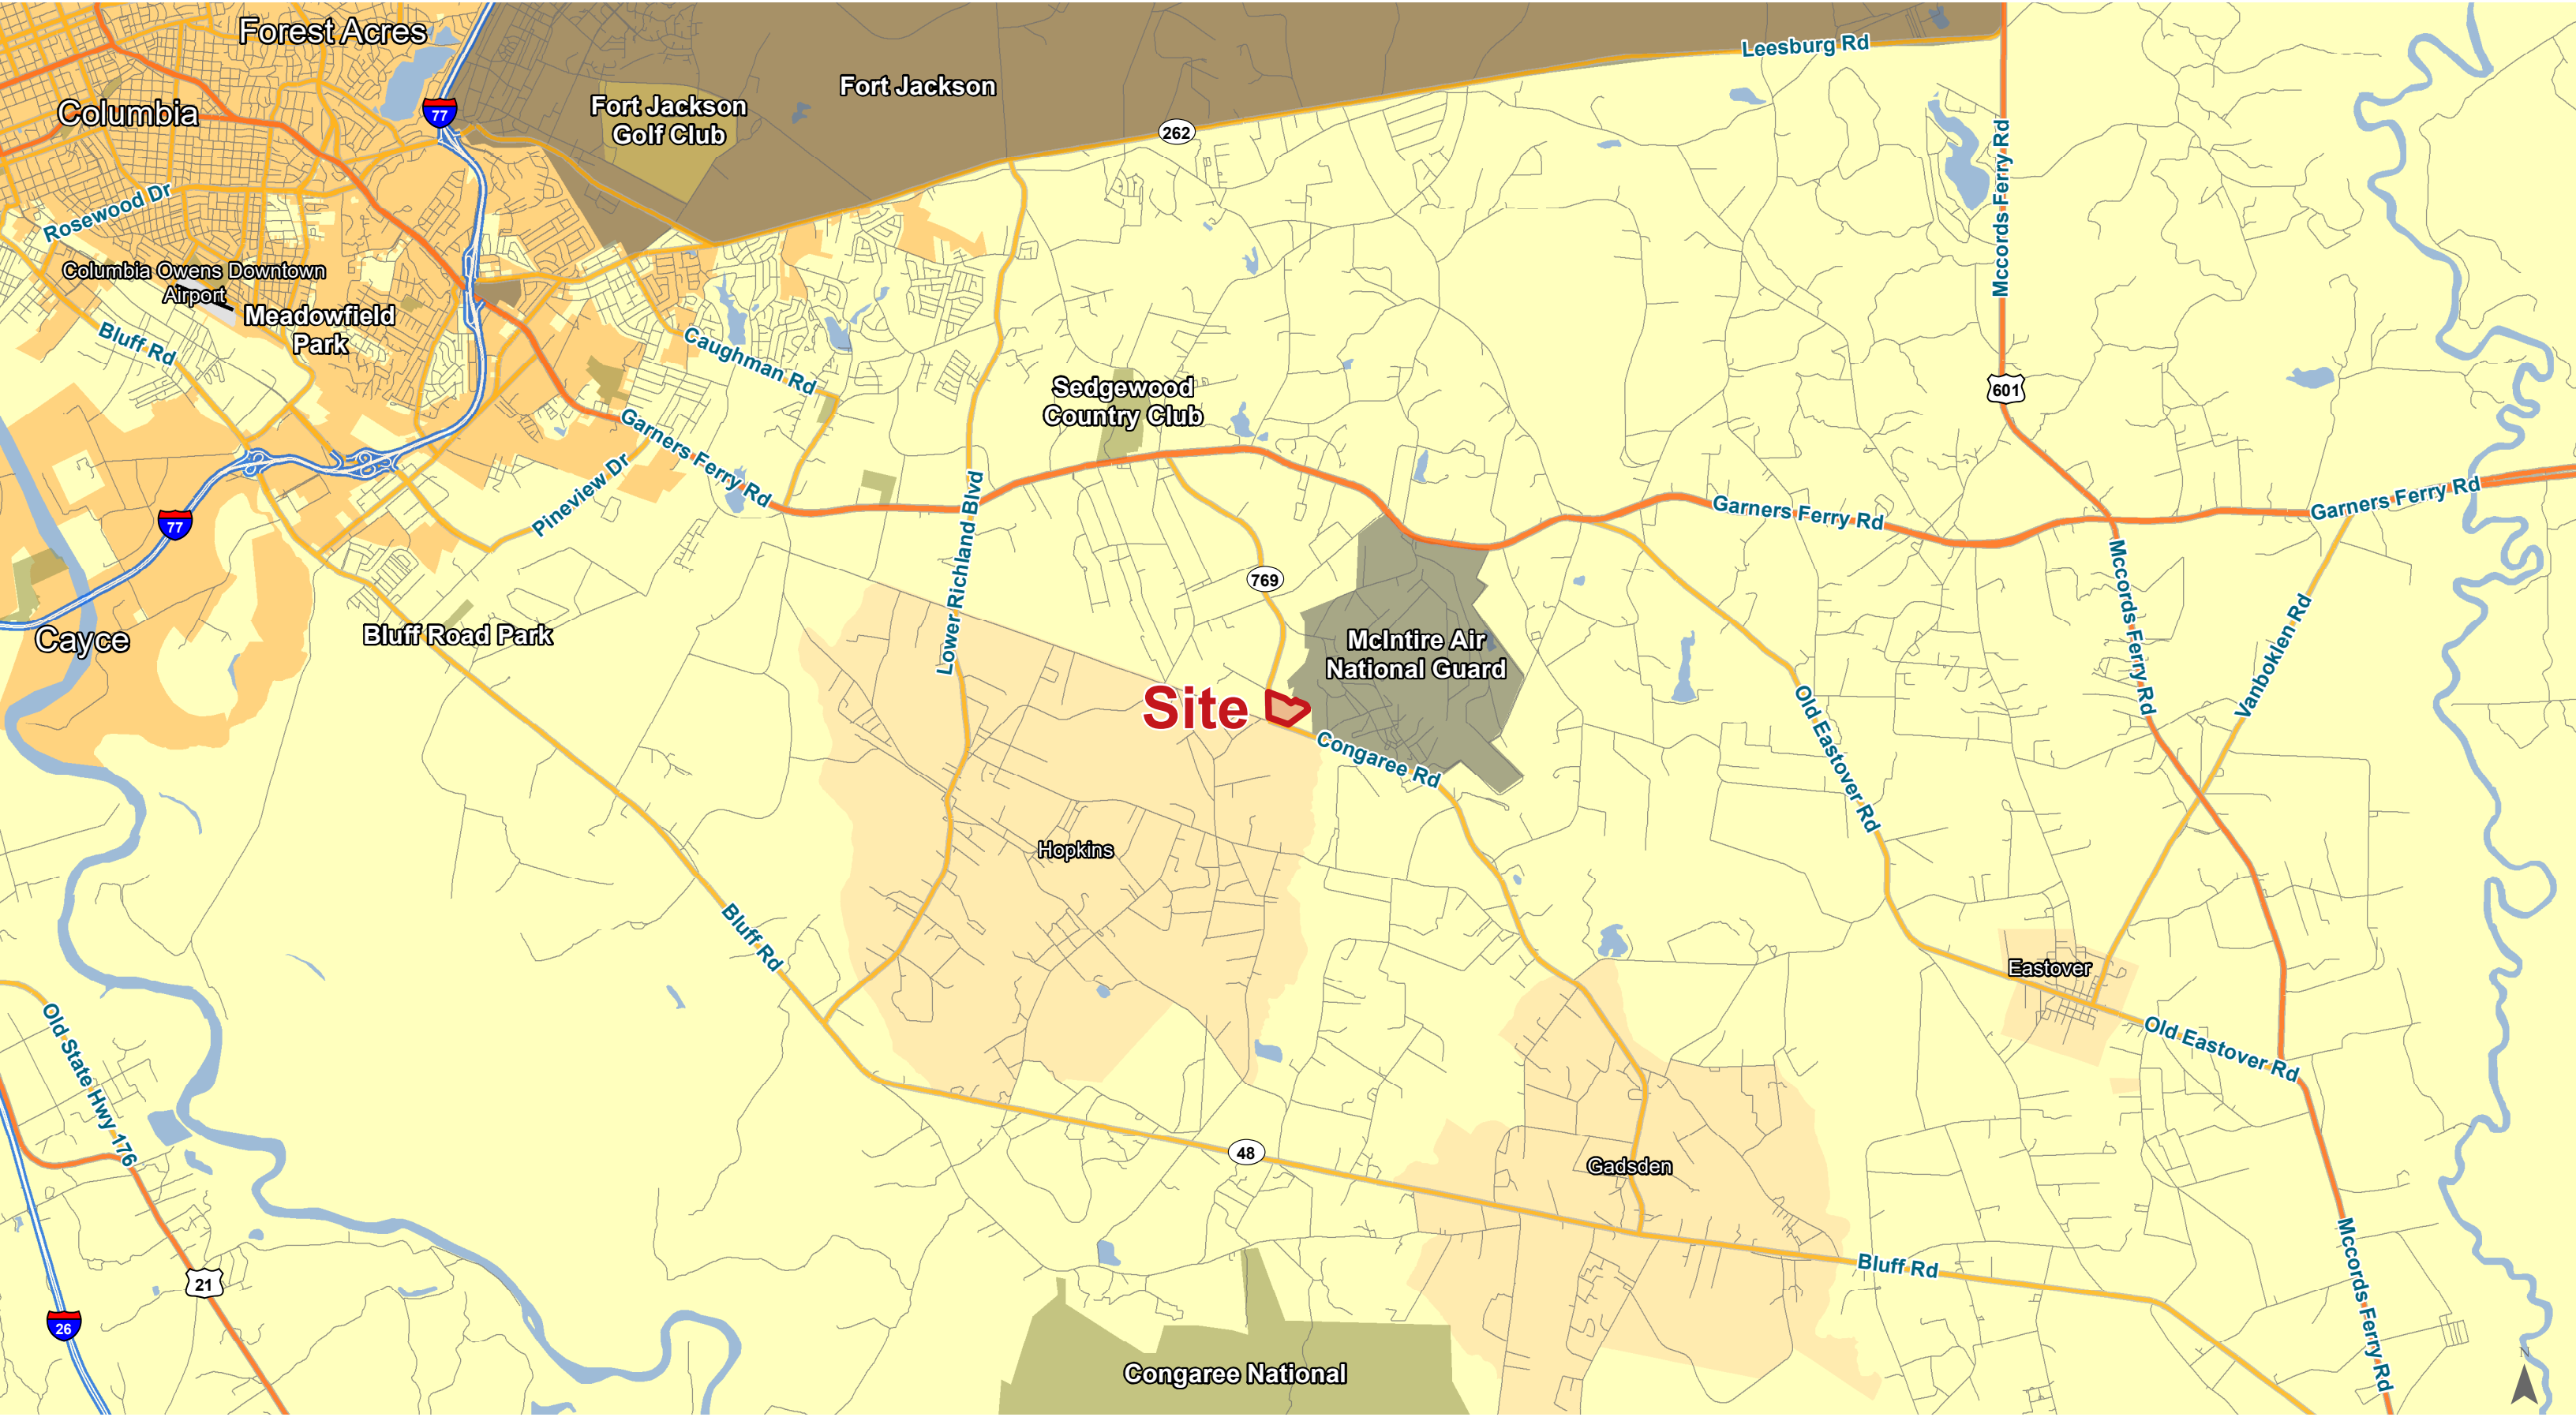 Forest Acres
Leesburg Rd
Fort Jackson
Fort Jackson
Golf Club
77
Columbia
262
Mccords Ferry Rd
Rosewood Dr
Columbia Owens Downtown
Airport
Meadowfield
Park
Bluff Rd
Caughman Rd
Sedgewood
Country Club
601
Garners Ferry Rd
Pineview Dr
Lower Richland Blvd
Garners Ferry Rd
Garners Ferry Rd
77
769
Mccords Ferry Rd
Vanboklen Rd
Cayce
Bluff Road Park
McIntire Air
National Guard
Site
Congaree Rd
Old Eastover Rd
Hopkins
Bluff Rd
Eastover
Old Eastover Rd
Old State Hwy 176
48
Gadsden
Bluff Rd
Mccords Ferry Rd
21
26
Congaree National
N